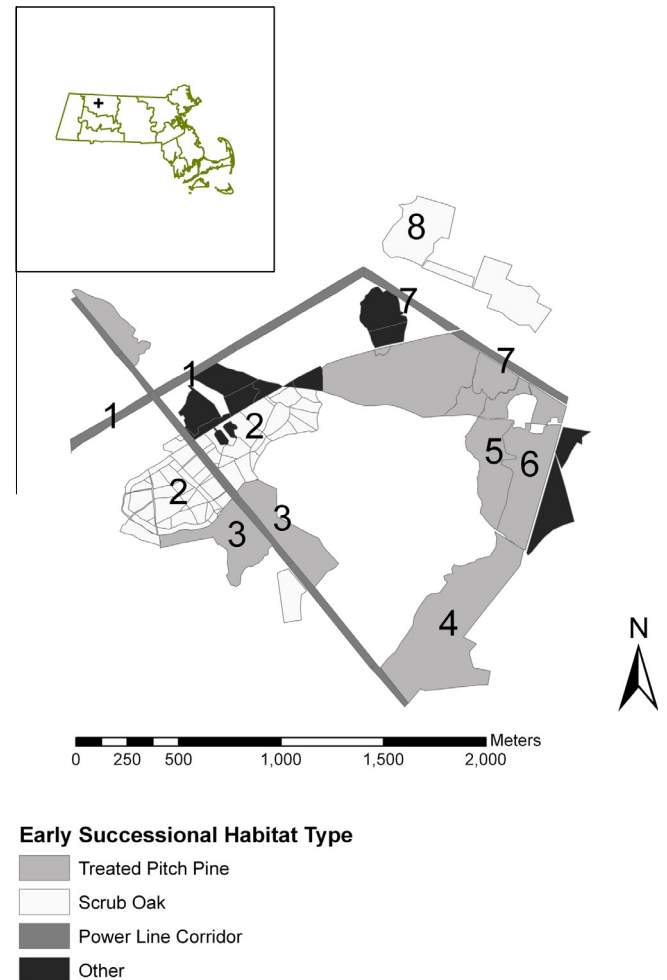 8
7
1
7
1
2
5
6
2
3
3
4
N
Meters
0 250 500 1,000 1,500 2,000
Early Successional Habitat Type
Treated Pitch Pine
Scrub Oak
Power Line Corridor
Other